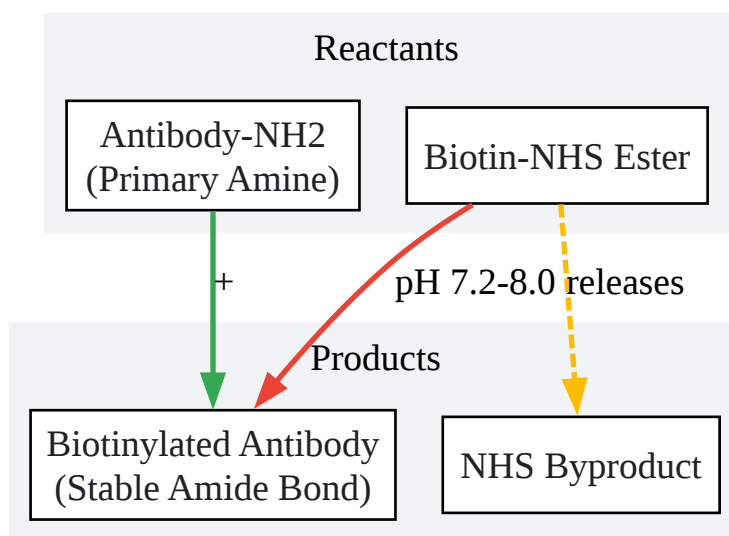 Reactants
Antibody-NH2
(Primary Amine)
Biotin-NHS Ester
+
pH 7.2-8.0 releases
Products
Biotinylated Antibody
(Stable Amide Bond)
NHS Byproduct